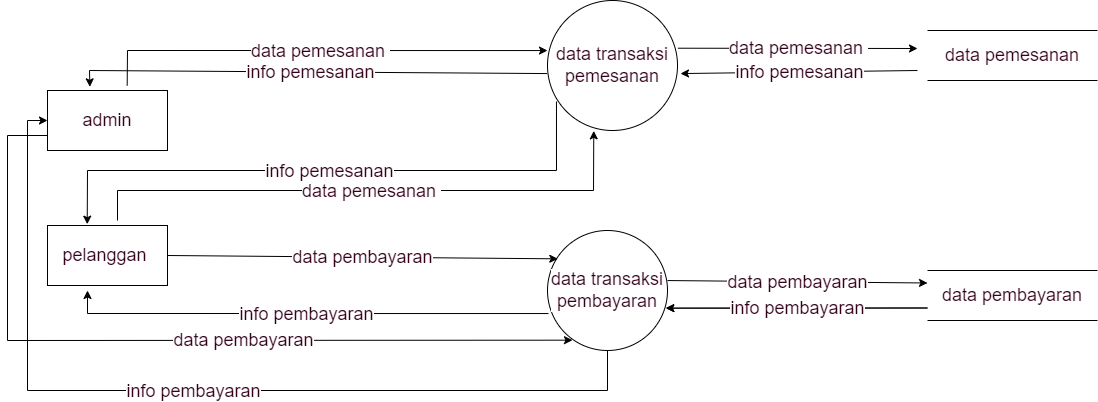 data pemesanan
info pemesanan
data transaksi
pemesanan
data pemesanan
info pemesanan
data pemesanan
admin
info pemesanan
data pemesanan
pelanggan
data pembayaran
data transaksi
pembayaran
data pembayaran
info pembayaran
data pembayaran
info pembayaran
data pembayaran
info pembayaran